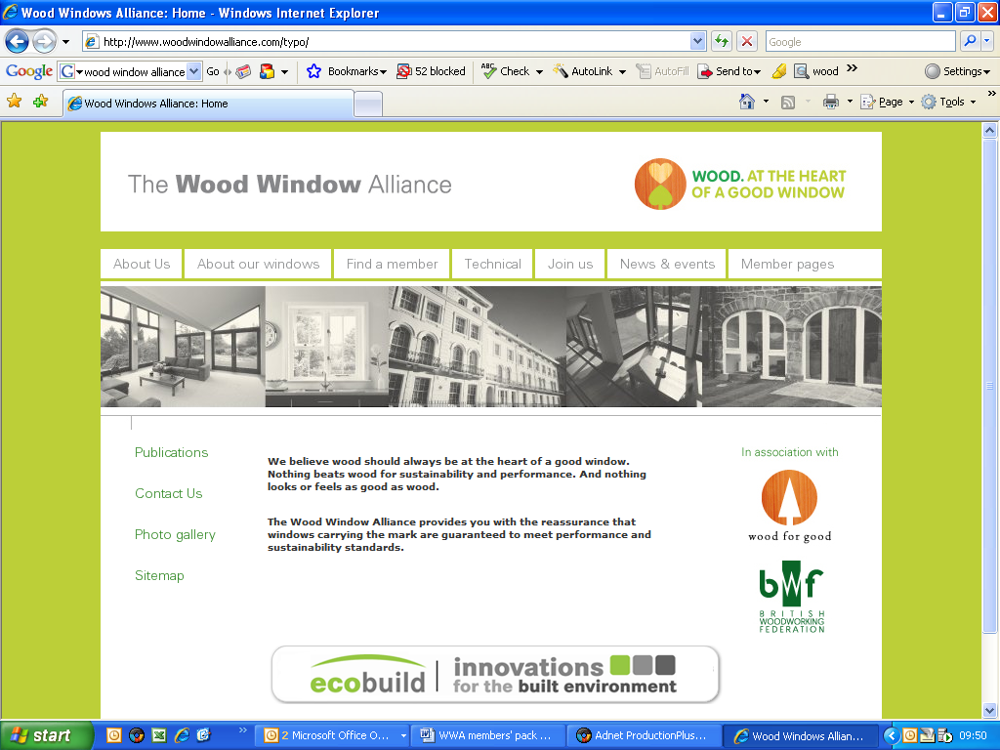 Wood Windows Alliance: Home - Windows Internet Explorer
http://www.woodwindowalliance.com/typo/
Google
Google
G
wood window alliance
Go
Bookmarks
52 blocked
ABC
Check
AutoLink
AutoFill
Send to
wood
»
Settings
Wood Windows Alliance: Home
Page
Tools
»
The Wood Window Alliance
WOOD. AT THE HEART
OF A GOOD WINDOW
About Us
About our windows
Find a member
Technical
Join us
News & events
Member pages
Publications
Contact Us
Photo gallery
Sitemap
We believe wood should always be at the heart of a good window.
Nothing beats wood for sustainability and performance. And nothing
looks or feels as good as wood.
The Wood Window Alliance provides you with the reassurance that
windows carrying the mark are guaranteed to meet performance and
sustainability standards.
In association with
wood for good
bwf
BRITISH
WOODWORKING
FEDERATION
ecobuild
innovations
for the built environment
start
»
2 Microsoft Office O...
WWA members' pack ...
Adnet ProductionPlus...
Wood Windows Allian...
09:50